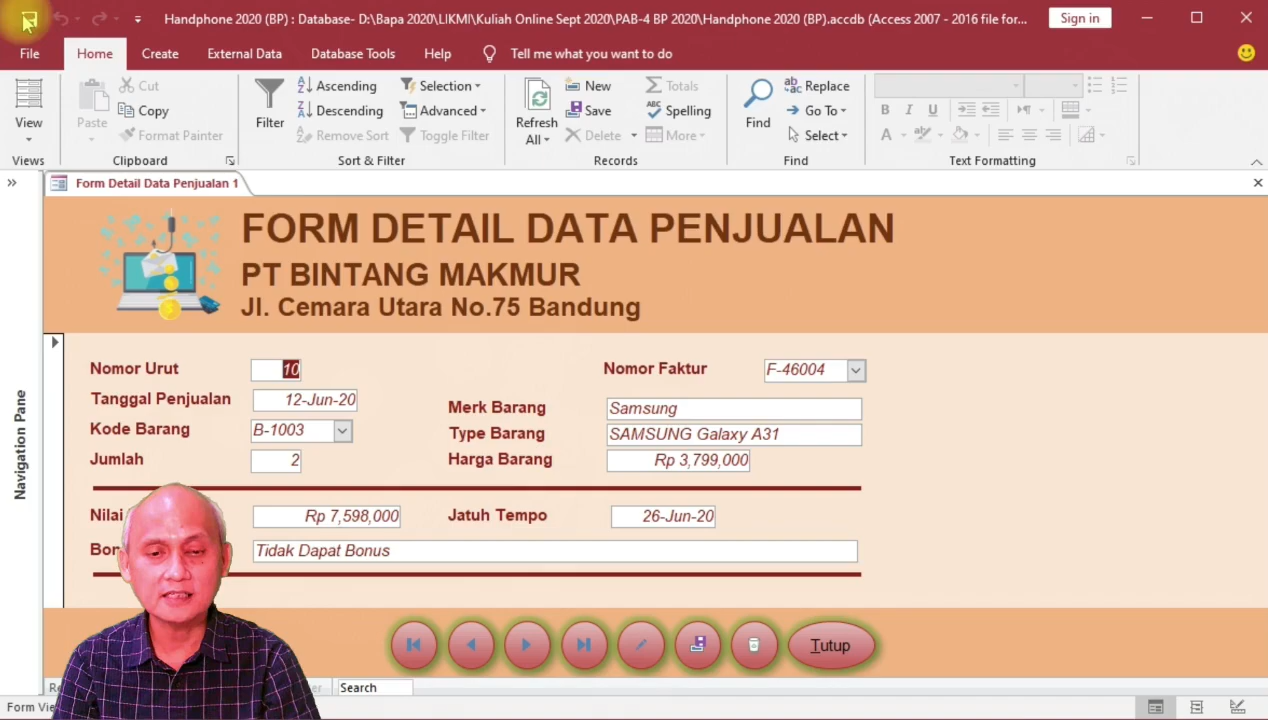 Handphone 2020 (BP) : Database- D:\Bapa 2020\LIKMI\Kuliah Online Sept 2020\PAB-4 BP 2020\Handphone 2020 (BP).accdb (Access 2007 - 2016 file for...
Sign in
File
Home
Create
External Data
Database Tools
Help
Tell me what you want to do
View
Views
Paste
Cut
Copy
Format Painter
Clipboard
Filter
Ascending
Descending
Remove Sort
Selection
Advanced
Toggle Filter
Sort & Filter
Refresh
All
New
Save
Delete
Totals
Spelling
More
Records
Find
Replace
Go To
Select
Find
B I U
A
Text Formatting
Form Detail Data Penjualan 1
Navigation Pane
FORM DETAIL DATA PENJUALAN
PT BINTANG MAKMUR
Jl. Cemara Utara No.75 Bandung
Nomor Urut 10
Nomor Faktur F-46004
Tanggal Penjualan 12-Jun-20
Merk Barang Samsung
Kode Barang B-1003
Type Barang SAMSUNG Galaxy A31
Jumlah 2
Harga Barang Rp 3,799,000
Nilai Rp 7,598,000
Jatuh Tempo 26-Jun-20
Tidak Dapat Bonus
Tutup
Search